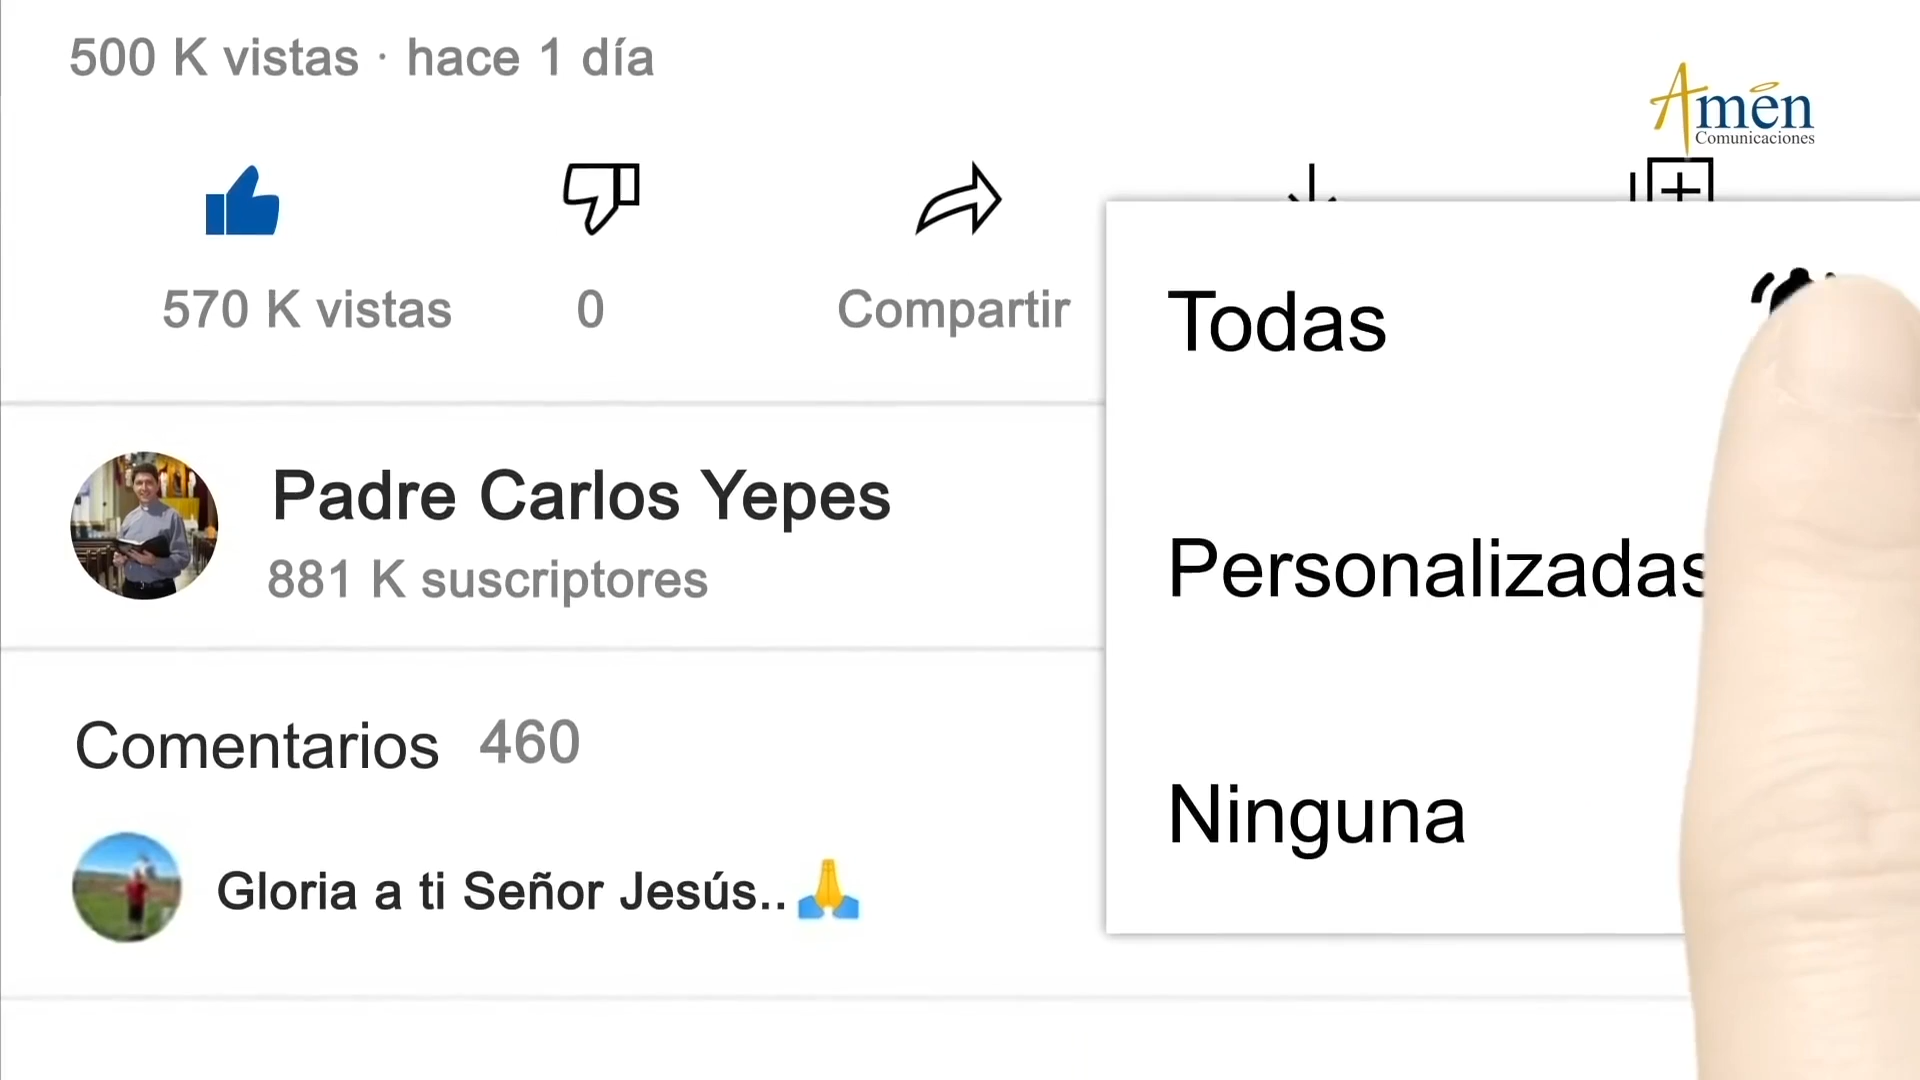 500 K vistas · hace 1 día
Amén
Comunicaciones
570 K vistas
0
Compartir
Todas
Padre Carlos Yepes
881 K suscriptores
Personalizadas
Comentarios 460
Ninguna
Gloria a ti Señor Jesús..🙏